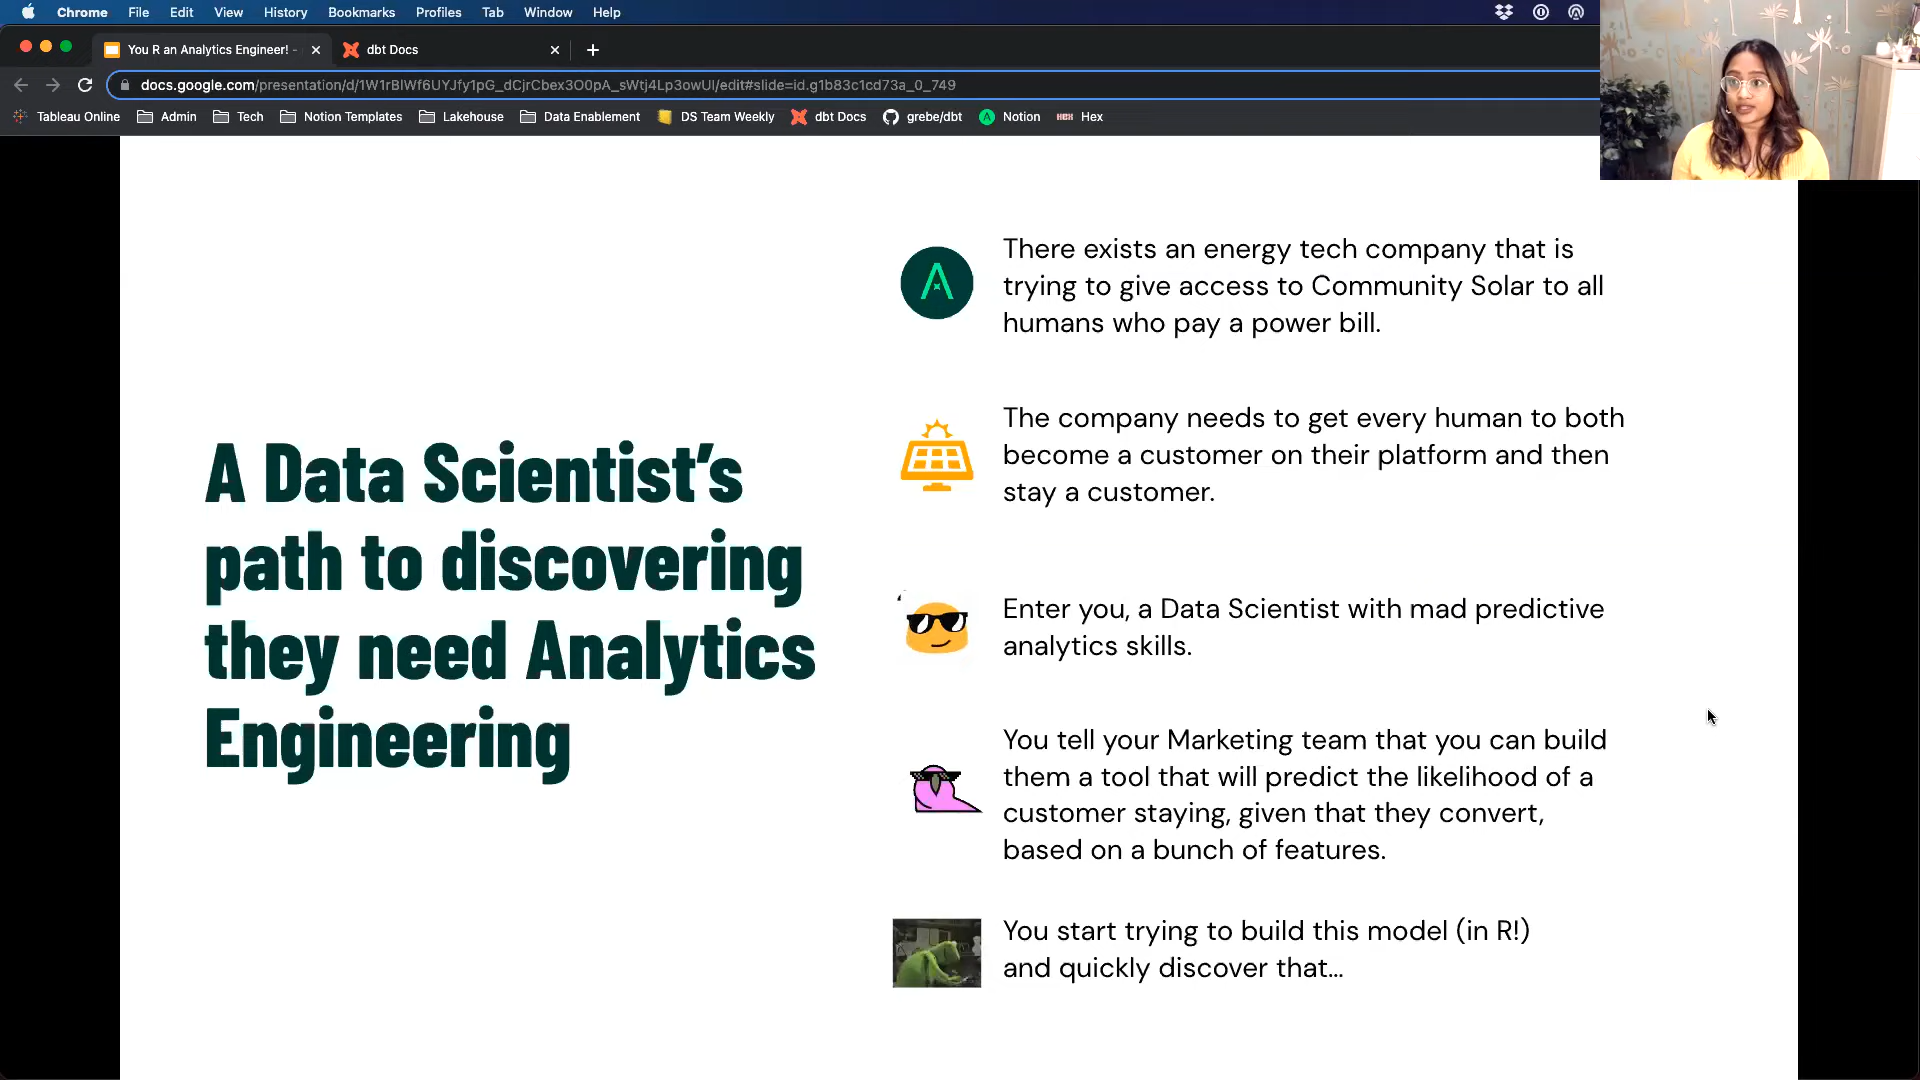 Chrome File Edit View History Bookmarks Profiles Tab Window Help
You R an Analytics Engineer! -
dbt Docs
docs.google.com/presentation/d/1W1rBlWf6UYJfy1pG_dCjrCbex3O0pA_sWtj4Lp3owUI/edit#slide=id.g1b83c1cd73a_0_749
Tableau Online Admin Tech Notion Templates Lakehouse Data Enablement DS Team Weekly dbt Docs grebe/dbt Notion HEX Hex
A Data Scientist’s
path to discovering
they need Analytics
Engineering
There exists an energy tech company that is
trying to give access to Community Solar to all
humans who pay a power bill.
The company needs to get every human to both
become a customer on their platform and then
stay a customer.
Enter you, a Data Scientist with mad predictive
analytics skills.
You tell your Marketing team that you can build
them a tool that will predict the likelihood of a
customer staying, given that they convert,
based on a bunch of features.
You start trying to build this model (in R!)
and quickly discover that...